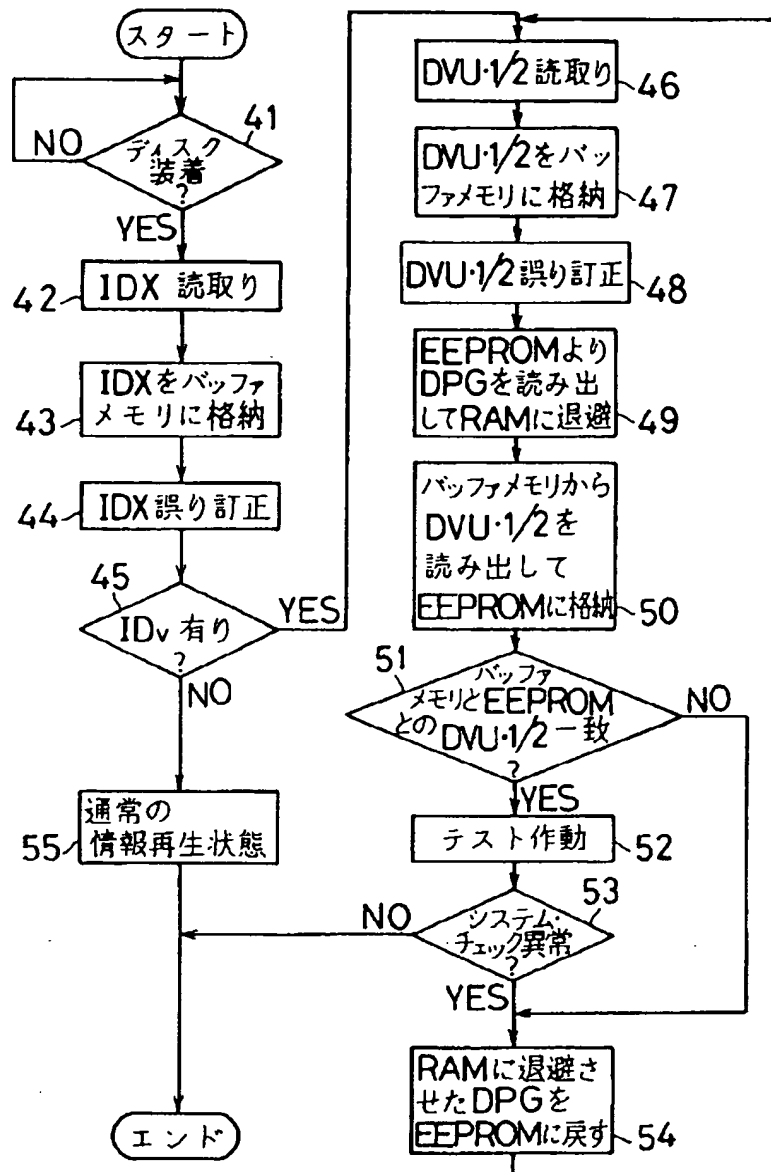 スタート
41
NO
ディスク
装着
?
YES
42
IDX 読取り
43
IDXをバッファ
メモリに格納
44
IDX誤り訂正
45
IDv 有り
?
YES
NO
55
通常の
情報再生状態
エンド
DVU·1/2 読取り
46
DVU·1/2をバッ
ファメモリに格納
47
DVU·1/2誤り訂正
48
EEPROMより
DPGを読み出
してRAMに退避
49
バッファメモリから
DVU·1/2を
読み出して
EEPROMに格納
50
51
バッファ
メモリとEEPROM
との DVU·1/2 一致
?
NO
YES
テスト作動
52
53
システム·
チェック異常
?
NO
YES
RAMに退避さ
せたDPGを
EEPROMに戻す
54